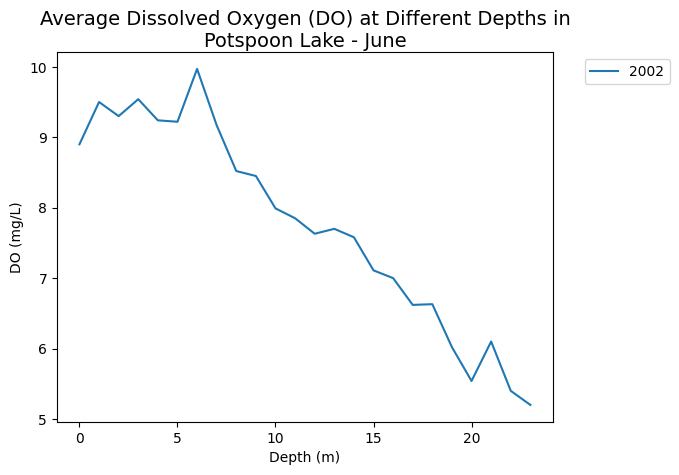 Average Dissolved Oxygen (DO) at Different Depths in
Potspoon Lake - June
2002
10
9
8
7
6
5
DO (mg/L)
0 5 10 15 20
Depth (m)